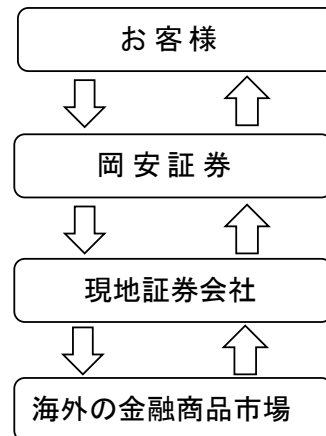 お客様
岡安証券
現地証券会社
海外の金融商品市場